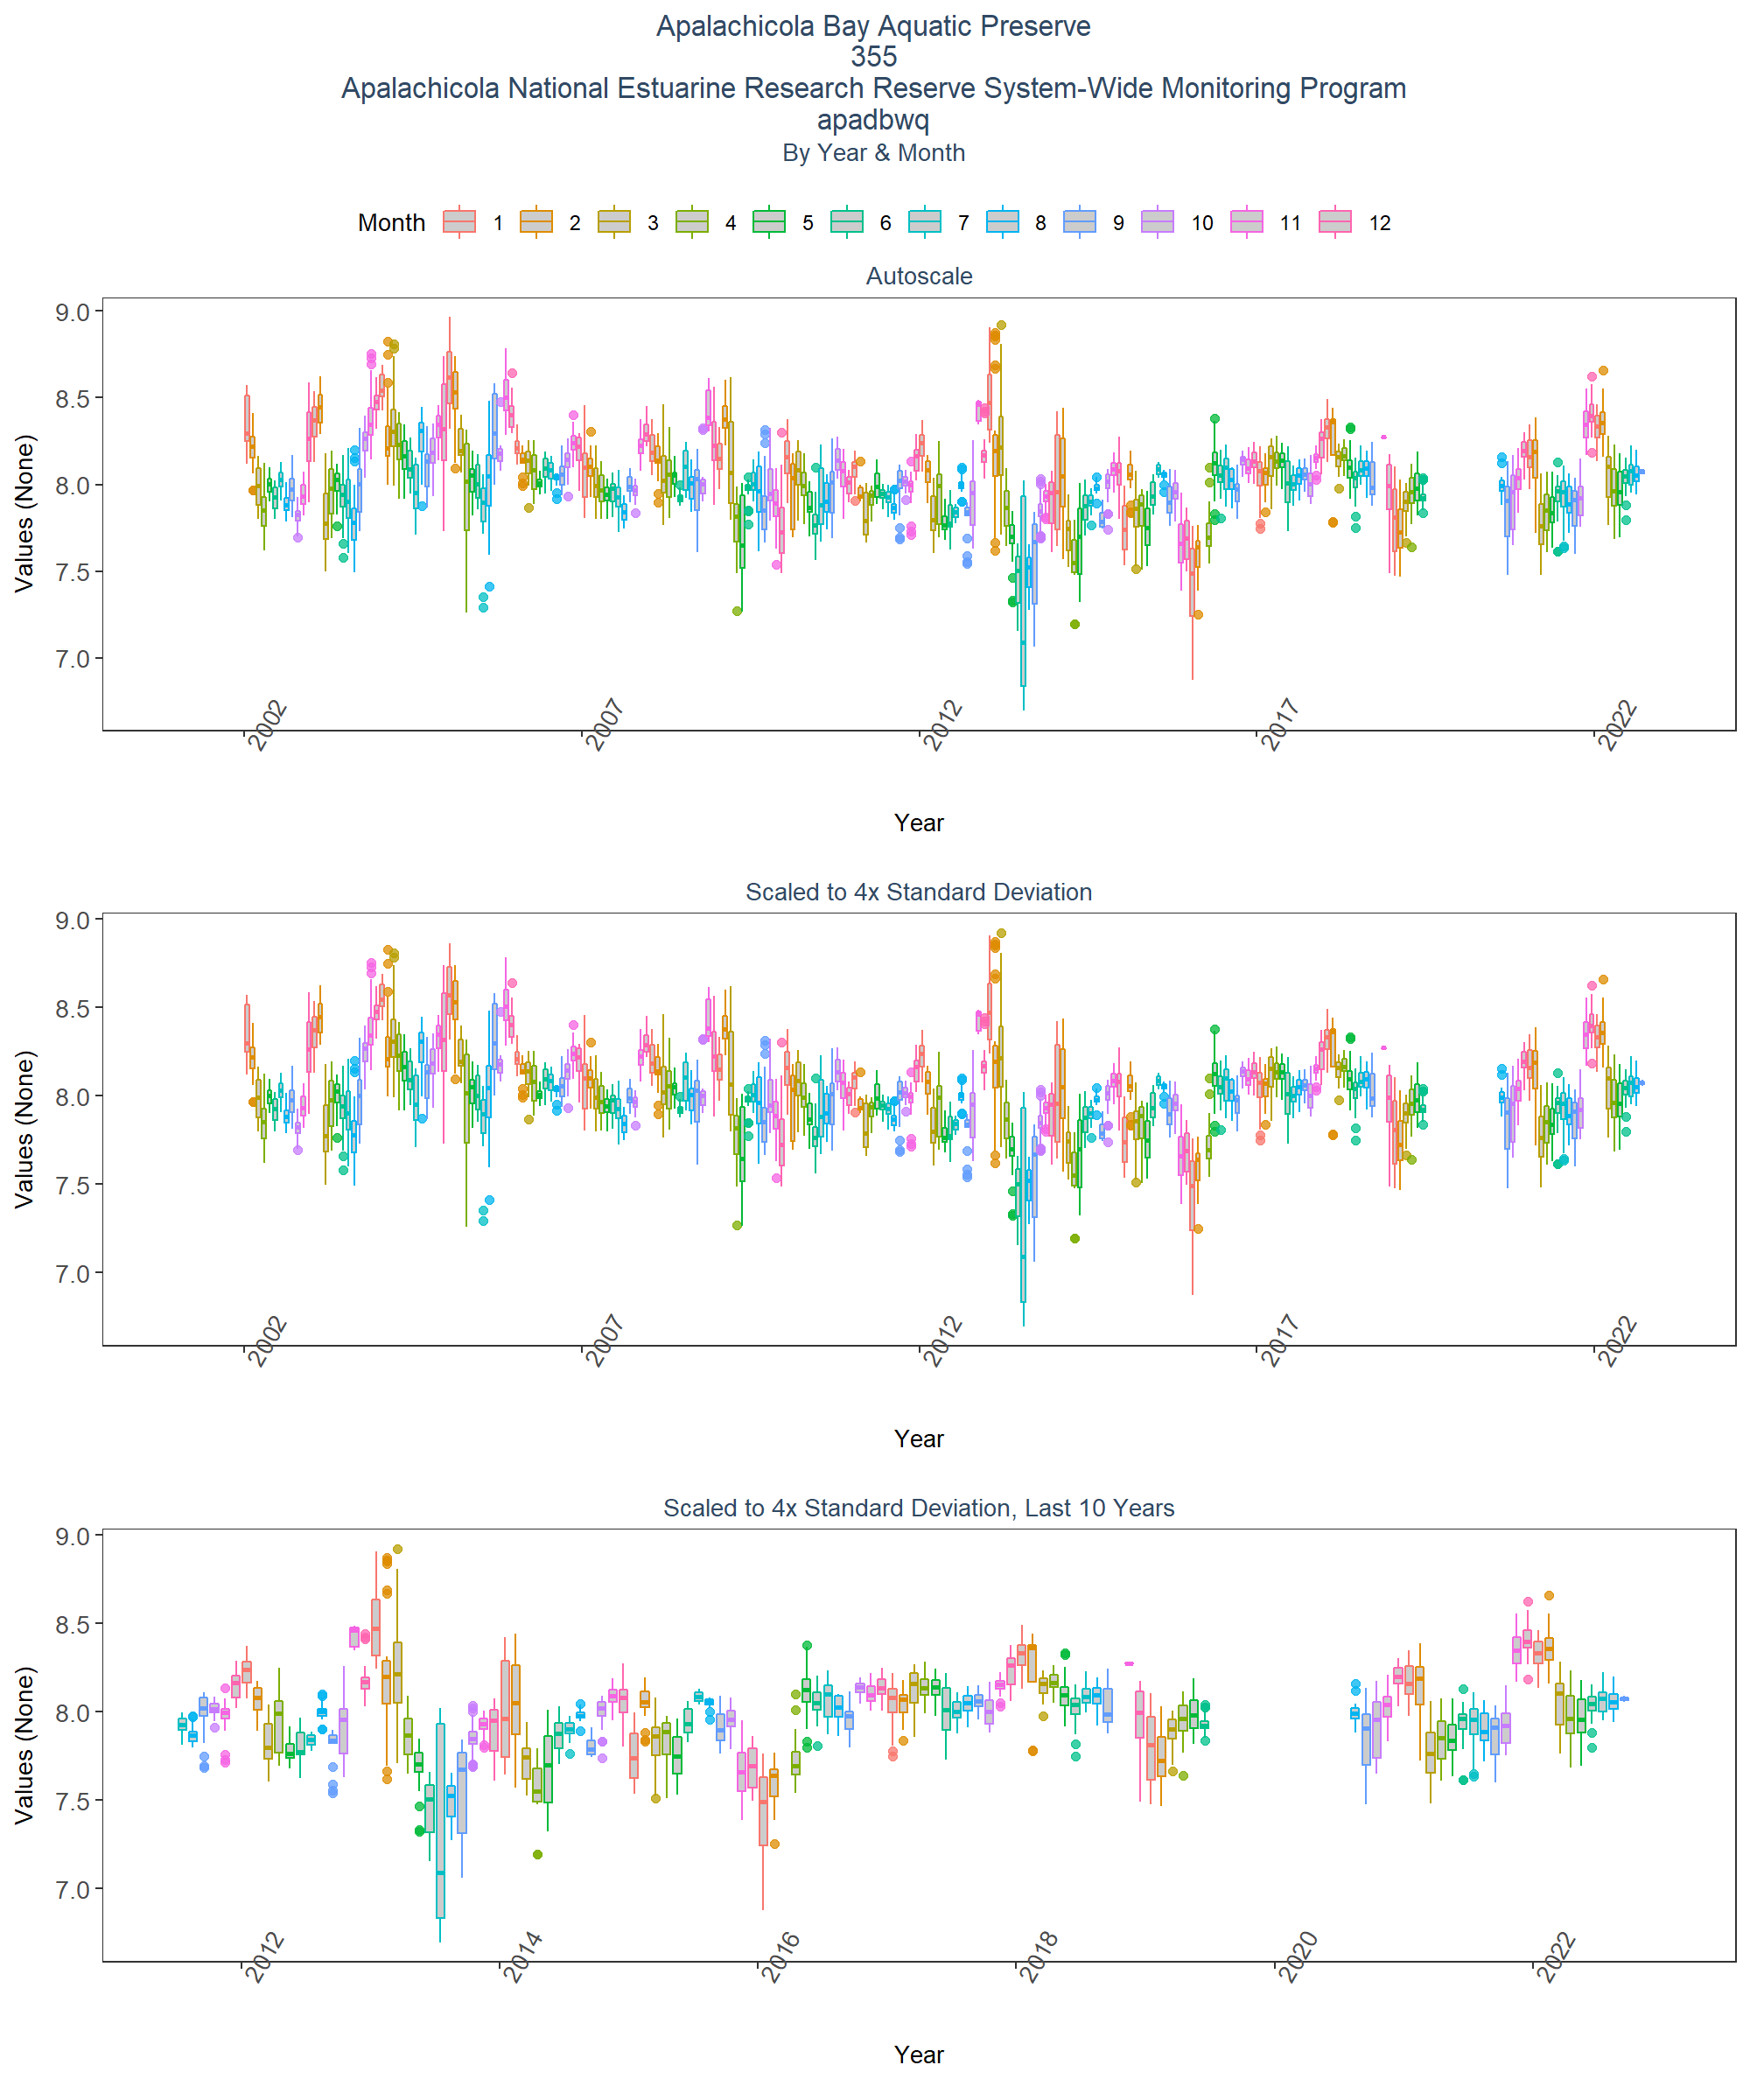 Apalachicola Bay Aquatic Preserve
355
Apalachicola National Estuarine Research Reserve System-Wide Monitoring Program
apadbwq
By Year & Month
Month 1 2 3 4 5 6 7 8 9 10 11 12
Autoscale
Values (None)
9.0
8.5
8.0
7.5
7.0
2002 2007 2012 2017 2022
Year
Scaled to 4x Standard Deviation
Values (None)
9.0
8.5
8.0
7.5
7.0
2002 2007 2012 2017 2022
Year
Scaled to 4x Standard Deviation, Last 10 Years
Values (None)
9.0
8.5
8.0
7.5
7.0
2012 2014 2016 2018 2020 2022
Year